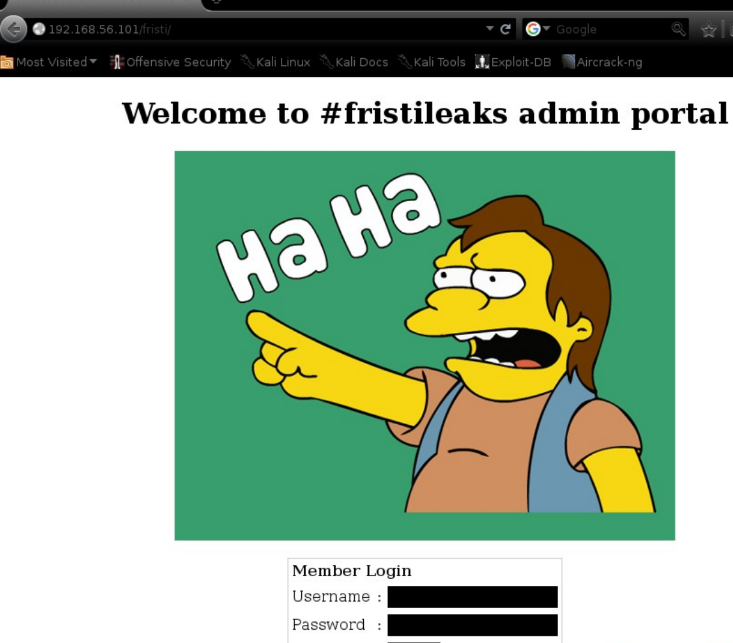 192.168.56.101/fristi/
Google
Most Visited
Offensive Security
Kali Linux
Kali Docs
Kali Tools
Exploit-DB
Aircrack-ng
Welcome to #fristileaks admin portal
Ha Ha
Member Login
Username :
Password :